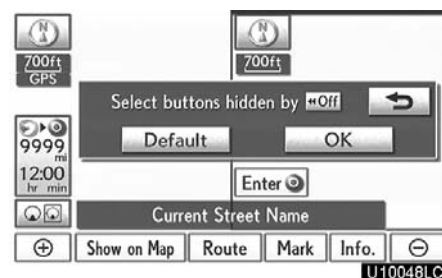 N
N
700ft
GPS
700ft
Select buttons hidden by Off
Default
OK
9999
mi
12:00
hr min
Enter
Current Street Name
Show on Map
Route
Mark
Info.